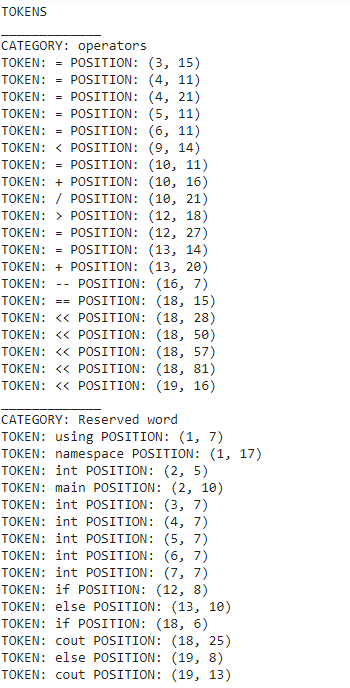 TOKENS
_____________
CATEGORY: operators
TOKEN: = POSITION: (3, 15)
TOKEN: = POSITION: (4, 11)
TOKEN: = POSITION: (4, 21)
TOKEN: = POSITION: (5, 11)
TOKEN: = POSITION: (6, 11)
TOKEN: < POSITION: (9, 14)
TOKEN: = POSITION: (10, 11)
TOKEN: + POSITION: (10, 16)
TOKEN: / POSITION: (10, 21)
TOKEN: > POSITION: (12, 18)
TOKEN: = POSITION: (12, 27)
TOKEN: = POSITION: (13, 14)
TOKEN: + POSITION: (13, 20)
TOKEN: -- POSITION: (16, 7)
TOKEN: == POSITION: (18, 15)
TOKEN: << POSITION: (18, 28)
TOKEN: << POSITION: (18, 50)
TOKEN: << POSITION: (18, 57)
TOKEN: << POSITION: (18, 81)
TOKEN: << POSITION: (19, 16)
_____________
CATEGORY: Reserved word
TOKEN: using POSITION: (1, 7)
TOKEN: namespace POSITION: (1, 17)
TOKEN: int POSITION: (2, 5)
TOKEN: main POSITION: (2, 10)
TOKEN: int POSITION: (3, 7)
TOKEN: int POSITION: (4, 7)
TOKEN: int POSITION: (5, 7)
TOKEN: int POSITION: (6, 7)
TOKEN: int POSITION: (7, 7)
TOKEN: if POSITION: (12, 8)
TOKEN: else POSITION: (13, 10)
TOKEN: if POSITION: (18, 6)
TOKEN: cout POSITION: (18, 25)
TOKEN: else POSITION: (19, 8)
TOKEN: cout POSITION: (19, 13)